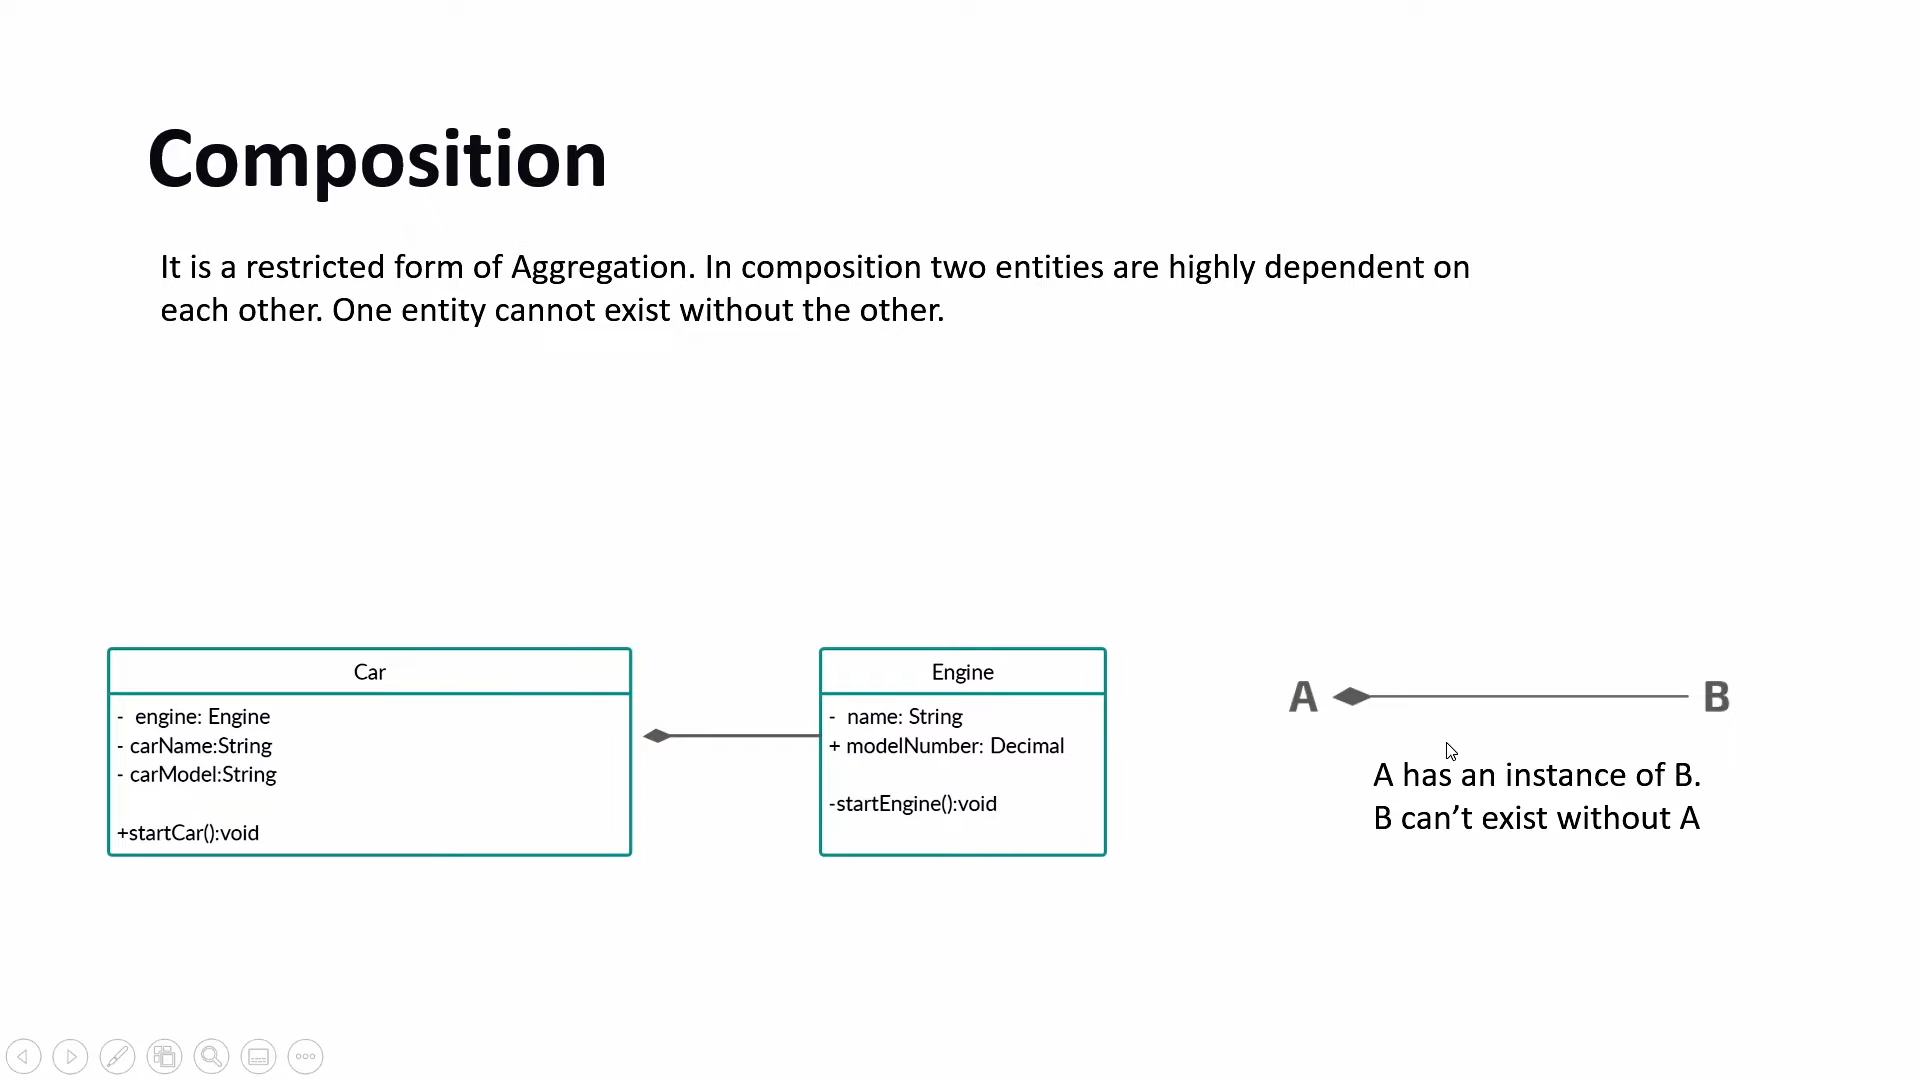 Composition
It is a restricted form of Aggregation. In composition two entities are highly dependent on
each other. One entity cannot exist without the other.
Car
- engine: Engine
- carName:String
- carModel:String
+startCar():void
Engine
- name: String
+ modelNumber: Decimal
-startEngine():void
A B
A has an instance of B.
B can’t exist without A